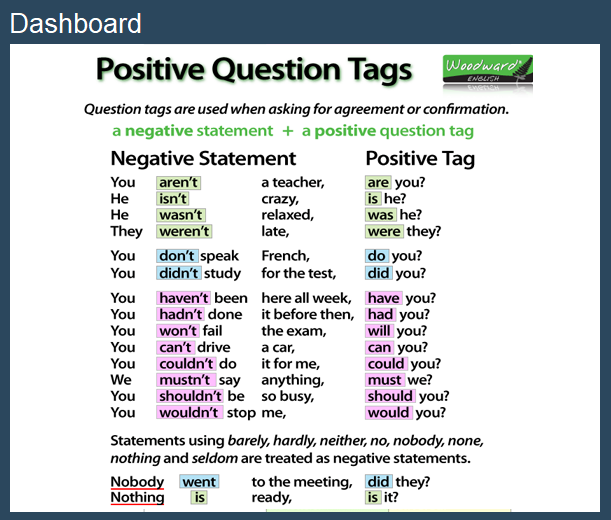 Dashboard
Positive Question Tags
Woodward®
ENGLISH
Question tags are used when asking for agreement or confirmation.
a negative statement + a positive question tag
Negative Statement Positive Tag
You aren't a teacher, are you?
He isn't crazy, is he?
He wasn't relaxed, was he?
They weren't late, were they?
You don't speak French, do you?
You didn't study for the test, did you?
You haven't been here all week, have you?
You hadn't done it before then, had you?
You won't fail the exam, will you?
You can't drive a car, can you?
You couldn't do it for me, could you?
We mustn't say anything, must we?
You shouldn't be so busy, should you?
You wouldn't stop me, would you?
Statements using barely, hardly, neither, no, nobody, none,
nothing and seldom are treated as negative statements.
Nobody went to the meeting, did they?
Nothing is ready, is it?